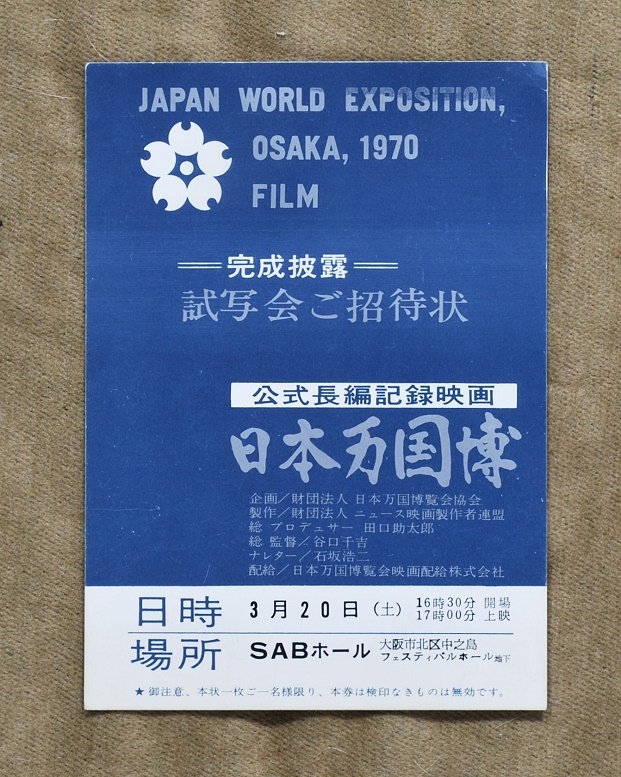 JAPAN WORLD EXPOSITION,
OSAKA, 1970
FILM
完成披露
試写会ご招待状
公式長編記録映画
日本万国博
企画／財団法人 日本万国博覧会協会
製作／財団法人 ニュース映画製作者連盟
総 プロデュサー 田口助太郎
総 監督／谷口千吉
ナレター／石坂浩二
配給／日本万国博覧会映画配給株式会社
日時 3月20日（土） 16時30分 開場
17時00分 上映
場所 SABホール 大阪市北区中之島
フェスティバルホール地下
★御注意、本状一枚ご一名様限り、本券は検印なきものは無効です。